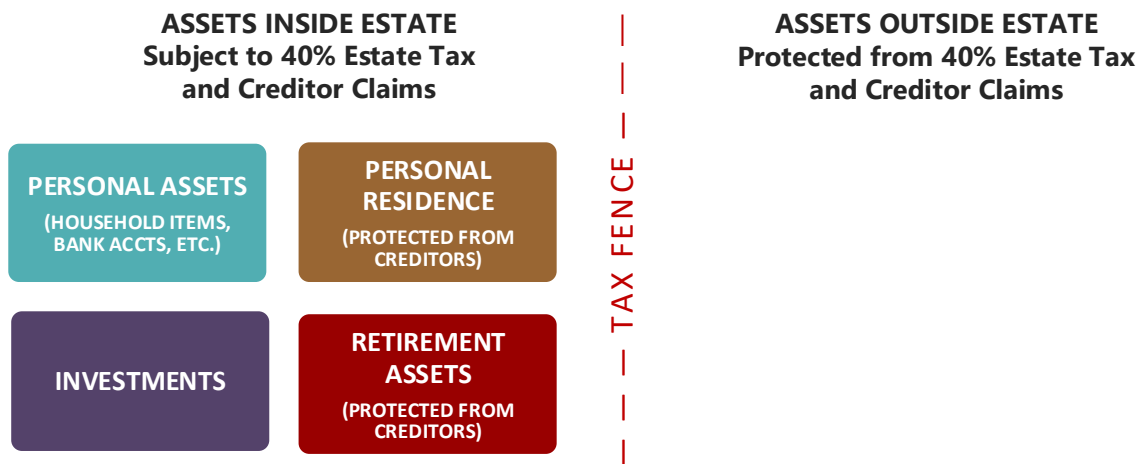 ASSETS INSIDE ESTATE
Subject to 40% Estate Tax
and Creditor Claims
ASSETS OUTSIDE ESTATE
Protected from 40% Estate Tax
and Creditor Claims
PERSONAL ASSETS
(HOUSEHOLD ITEMS,
BANK ACCTS, ETC.)
PERSONAL
RESIDENCE
(PROTECTED FROM
CREDITORS)
INVESTMENTS
RETIREMENT
ASSETS
(PROTECTED FROM
CREDITORS)
TAX FENCE